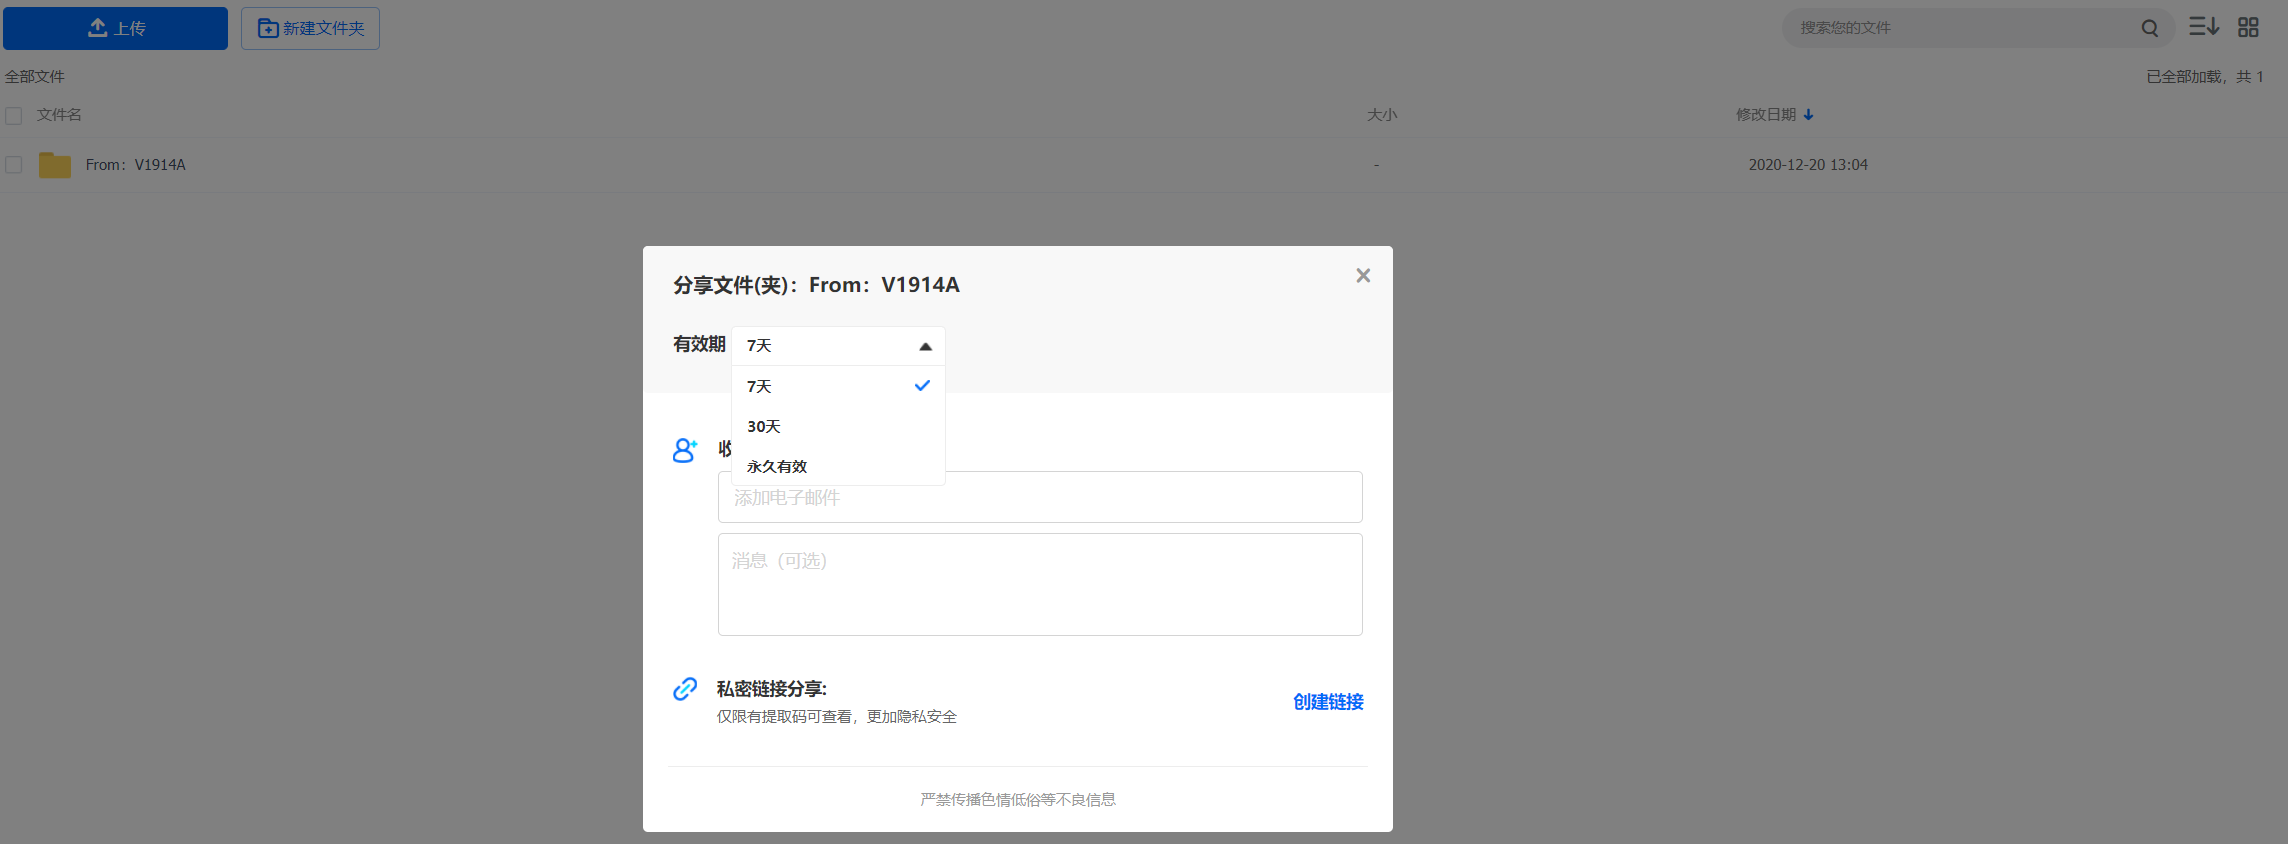 上传
新建文件夹
搜索您的文件
全部文件
已全部加载，共 1
文件名
大小
修改日期
From：V1914A
-
2020-12-20 13:04
分享文件(夹)：From：V1914A
有效期
7天
7天
30天
永久有效
收
添加电子邮件
消息（可选）
私密链接分享:
仅限有提取码可查看，更加隐私安全
创建链接
严禁传播色情低俗等不良信息